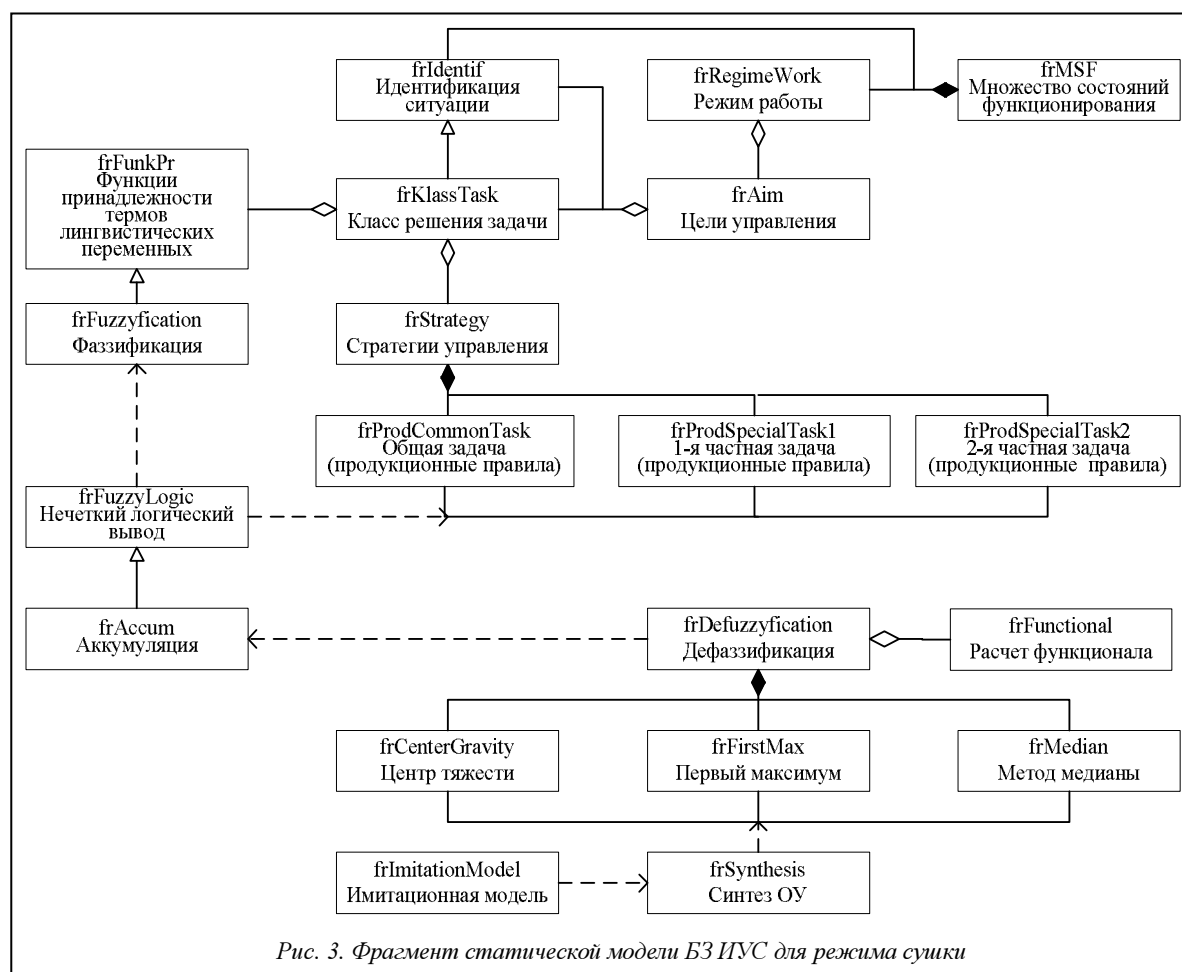 frIdentif
Идентификация
ситуации
frRegimeWork
Режим работы
frMSF
Множество состояний
функционирования
frFunkPr
Функции
принадлежности
термов
лингвистических
переменных
frKlassTask
Класс решения задачи
frAim
Цели управления
frFuzzyfication
Фаззификация
frStrategy
Стратегии управления
frProdCommonTask
Общая задача
(продукционные правила)
frProdSpecialTask1
1-я частная задача
(продукционные правила)
frProdSpecialTask2
2-я частная задача
(продукционные правила)
frFuzzyLogic
Нечеткий логический
вывод
frAccum
Аккумуляция
frDefuzzyfication
Дефаззификация
frFunctional
Расчет функционала
frCenterGravity
Центр тяжести
frFirstMax
Первый максимум
frMedian
Метод медианы
frImitationModel
Имитационная модель
frSynthesis
Синтез ОУ
Рис. 3. Фрагмент статической модели БЗ ИУС для режима сушки